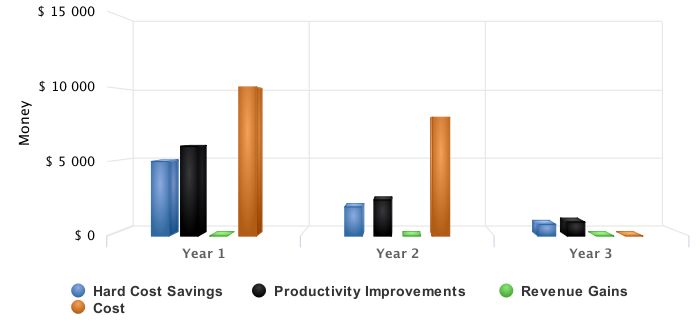 $ 15 000
$ 10 000
$ 5 000
$ 0
Money
Year 1
Year 2
Year 3
Hard Cost Savings
Productivity Improvements
Revenue Gains
Cost